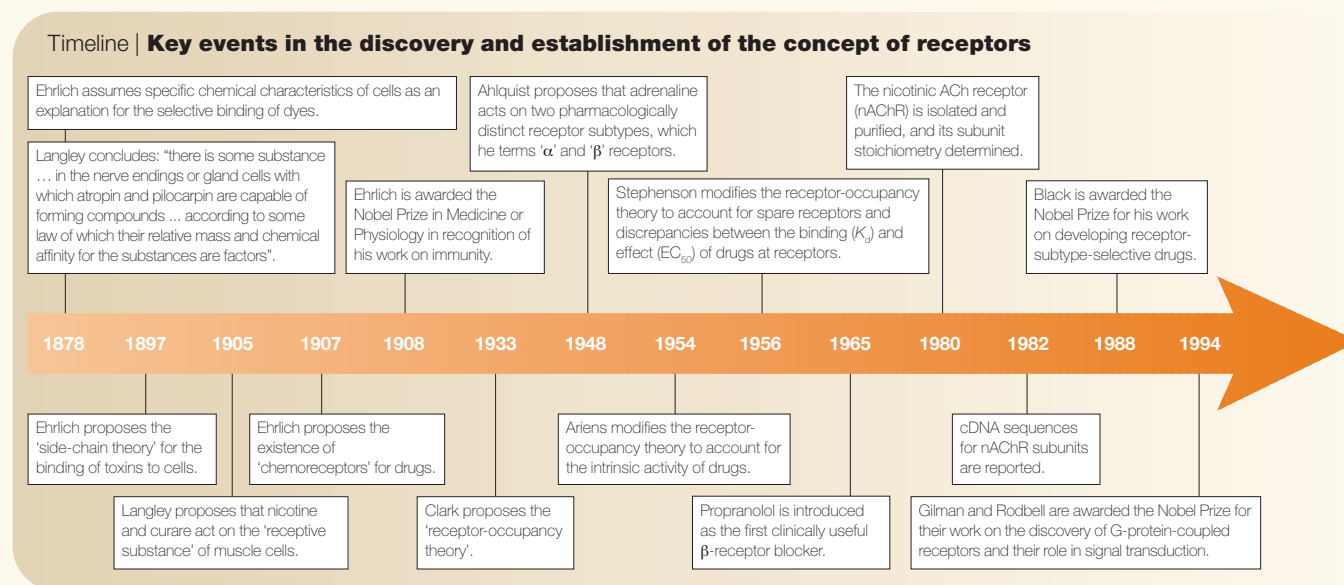 Timeline | Key events in the discovery and establishment of the concept of receptors
Ehrlich assumes specific chemical characteristics of cells as an
explanation for the selective binding of dyes.
Langley concludes: “there is some substance
… in the nerve endings or gland cells with
which atropin and pilocarpin are capable of
forming compounds ... according to some
law of which their relative mass and chemical
affinity for the substances are factors”.
Ehrlich is awarded the
Nobel Prize in Medicine or
Physiology in recognition of
his work on immunity.
Ahlquist proposes that adrenaline
acts on two pharmacologically
distinct receptor subtypes, which
he terms ‘α’ and ‘β’ receptors.
Stephenson modifies the receptor-occupancy
theory to account for spare receptors and
discrepancies between the binding (Kd) and
effect (EC50) of drugs at receptors.
The nicotinic ACh receptor
(nAChR) is isolated and
purified, and its subunit
stoichiometry determined.
Black is awarded the
Nobel Prize for his work
on developing receptor-
subtype-selective drugs.
1878 1897 1905 1907 1908 1933 1948 1954 1956 1965 1980 1982 1988 1994
Ehrlich proposes the
‘side-chain theory’ for the
binding of toxins to cells.
Langley proposes that nicotine
and curare act on the ‘receptive
substance’ of muscle cells.
Ehrlich proposes the
existence of
‘chemoreceptors’ for drugs.
Clark proposes the
‘receptor-occupancy
theory’.
Ariens modifies the receptor-
occupancy theory to account for
the intrinsic activity of drugs.
Propranolol is introduced
as the first clinically useful
β-receptor blocker.
cDNA sequences
for nAChR subunits
are reported.
Gilman and Rodbell are awarded the Nobel Prize for
their work on the discovery of G-protein-coupled
receptors and their role in signal transduction.